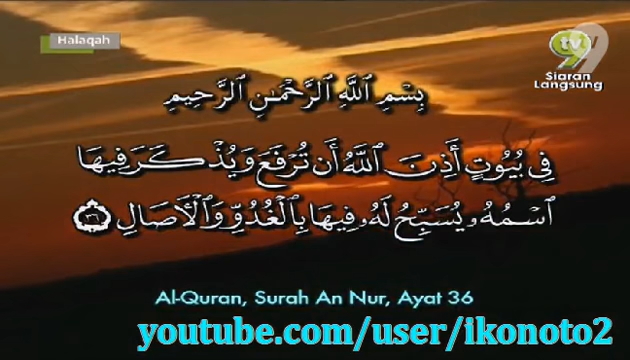 Halaqah
tv9
Siaran
Langsung
بِسْمِ ٱللَّهِ ٱلرَّحْمَـٰنِ ٱلرَّحِيمِ
فِى بُيُوتٍ أَذِنَ ٱللَّهُ أَن تُرْفَعَ وَيُذْكَرَ فِيهَا
ٱسْمُهُۥ يُسَبِّحُ لَهُۥ فِيهَا بِٱلْغُدُوِّ وَٱلْـَٔاصَالِ ٣٦
Al-Quran, Surah An Nur, Ayat 36
youtube.com/user/ikonoto2